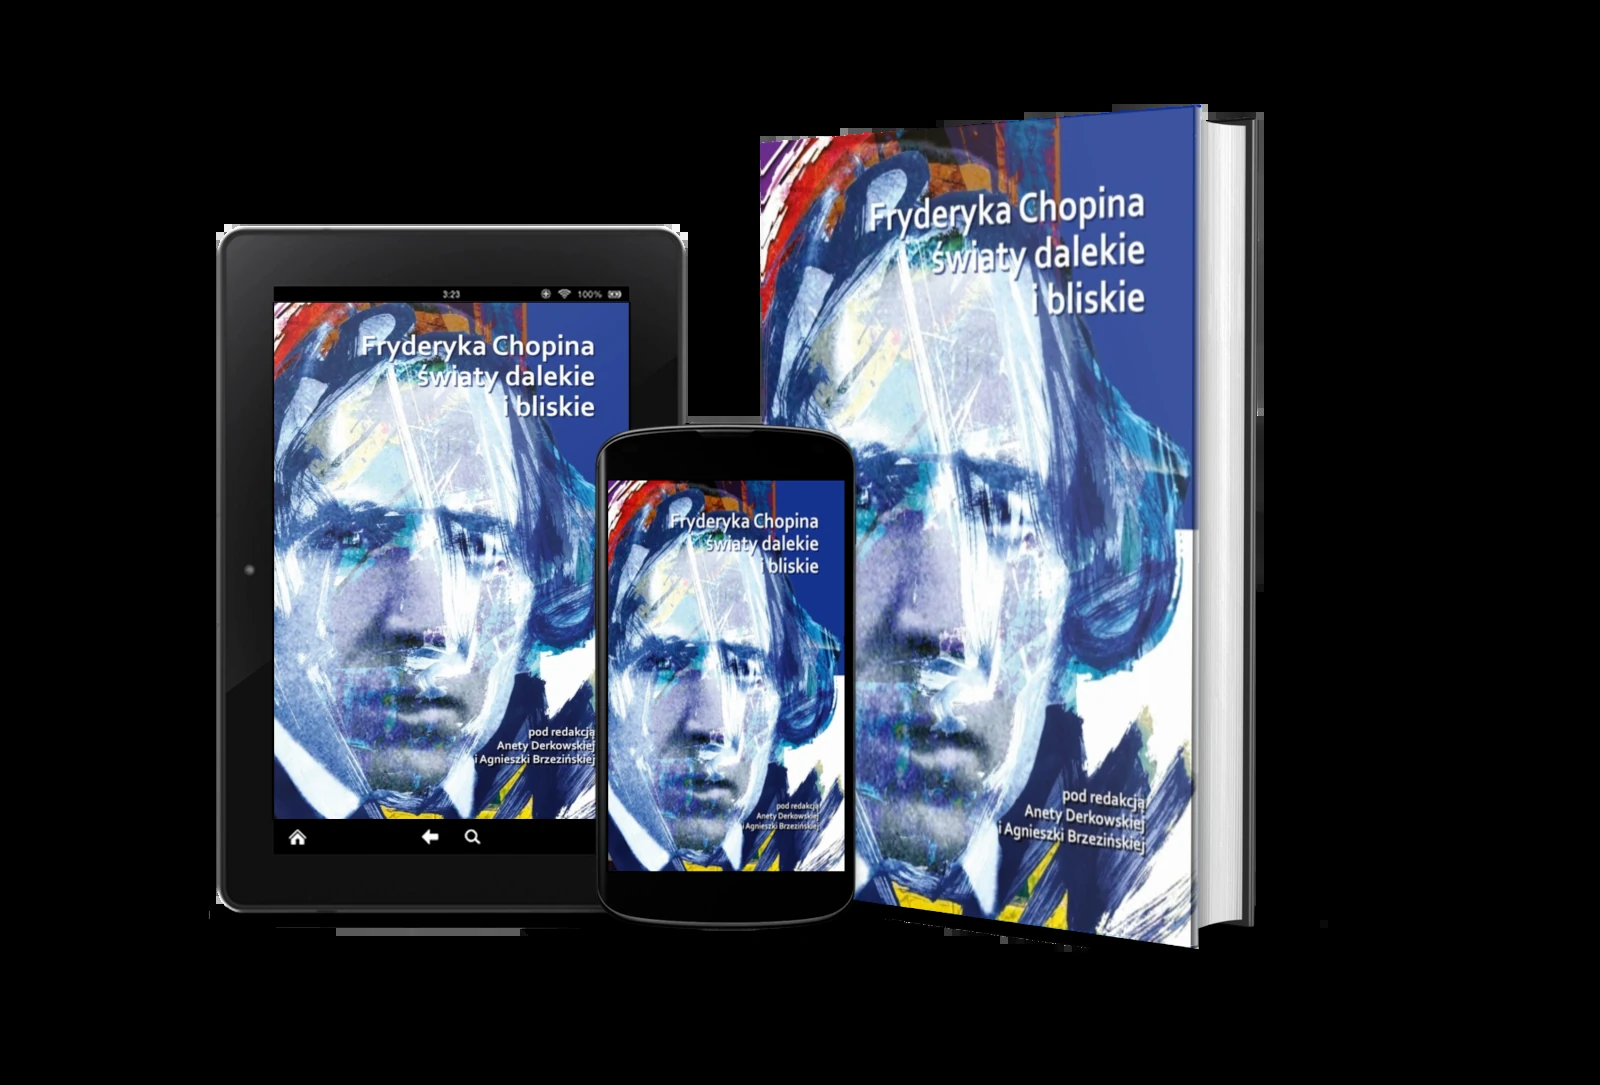 3:23
100%
Fryderyka Chopina
światy dalekie
i bliskie
pod redakcją
Anety Derkowskiej
i Agnieszki Brzezińskiej
Fryderyka Chopina
światy dalekie
i bliskie
pod redakcją
Anety Derkowskiej
i Agnieszki Brzezińskiej
Fryderyka Chopina
światy dalekie
i bliskie
pod redakcją
Anety Derkowskiej
i Agnieszki Brzezińskiej